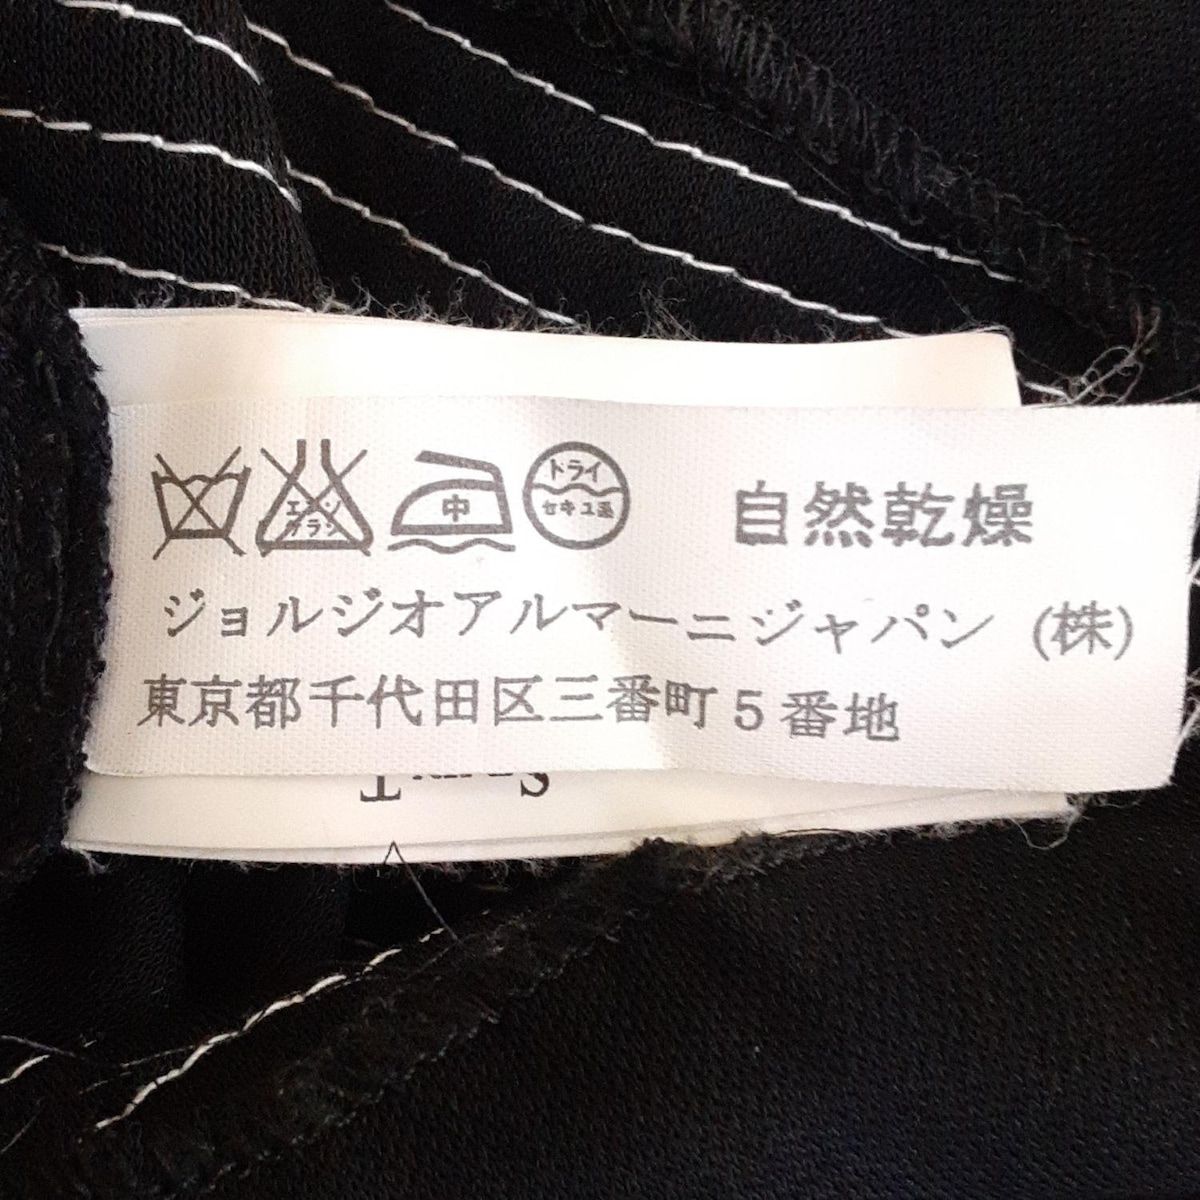 エンソ
カラシ
中
ドライ
セキユ系
自然乾燥
ジョルジオアルマーニジャパン (株)
東京都千代田区三番町5番地